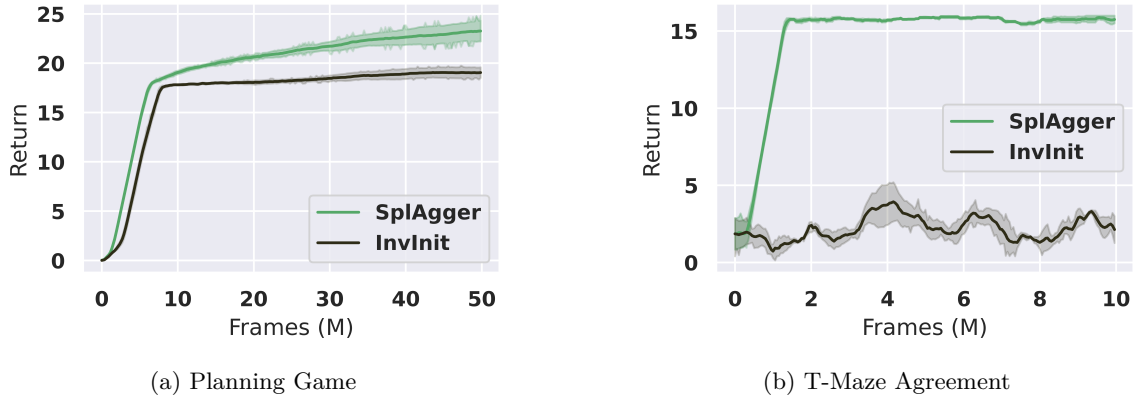 25
20
15
10
5
0
Return
SplAgger
InvInit
0 10 20 30 40 50
Frames (M)
(a) Planning Game
15
10
5
0
Return
SplAgger
InvInit
0 2 4 6 8 10
Frames (M)
(b) T-Maze Agreement